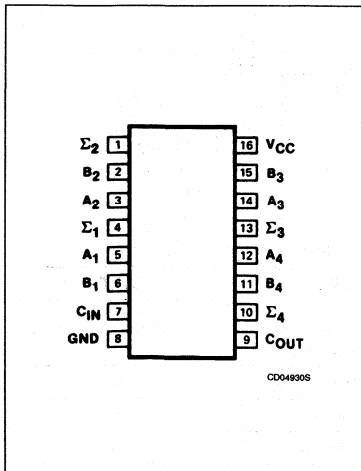 Σ2 1 16 VCC
B2 2 15 B3
A2 3 14 A3
Σ1 4 13 Σ3
A1 5 12 A4
B1 6 11 B4
CIN 7 10 Σ4
GND 8 9 COUT
CD04930S